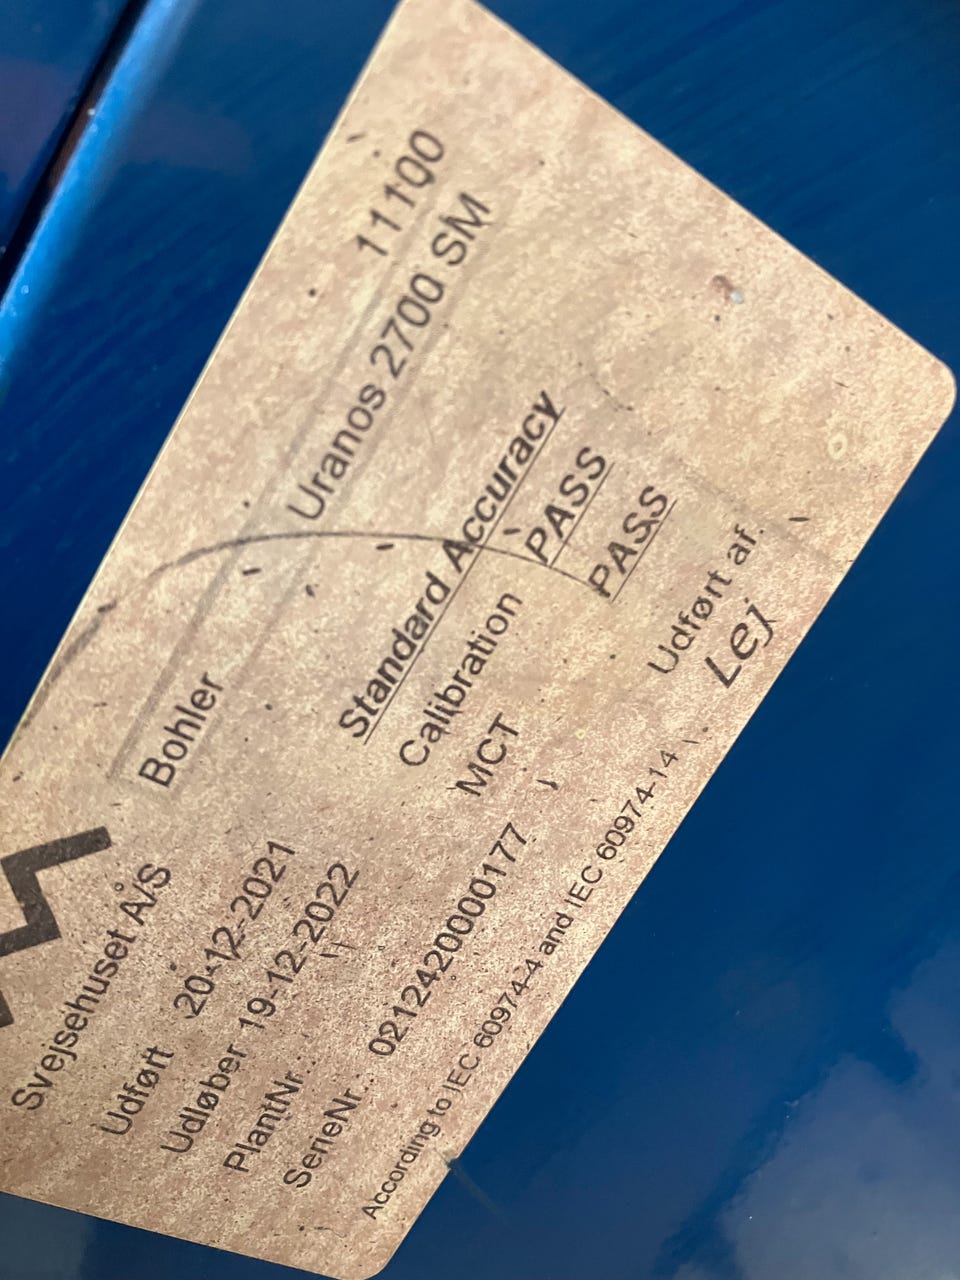 11100
Bohler Uranos 2700 SM
Svejsehuset A/S Standard Accuracy
Udført 20-12-2021 Calibration PASS
Udløber 19-12-2022 MCT PASS
PlantNr.
SerieNr. 0212420000177 Udført af:
Lej
According to IEC 60974-4 and IEC 60974-14